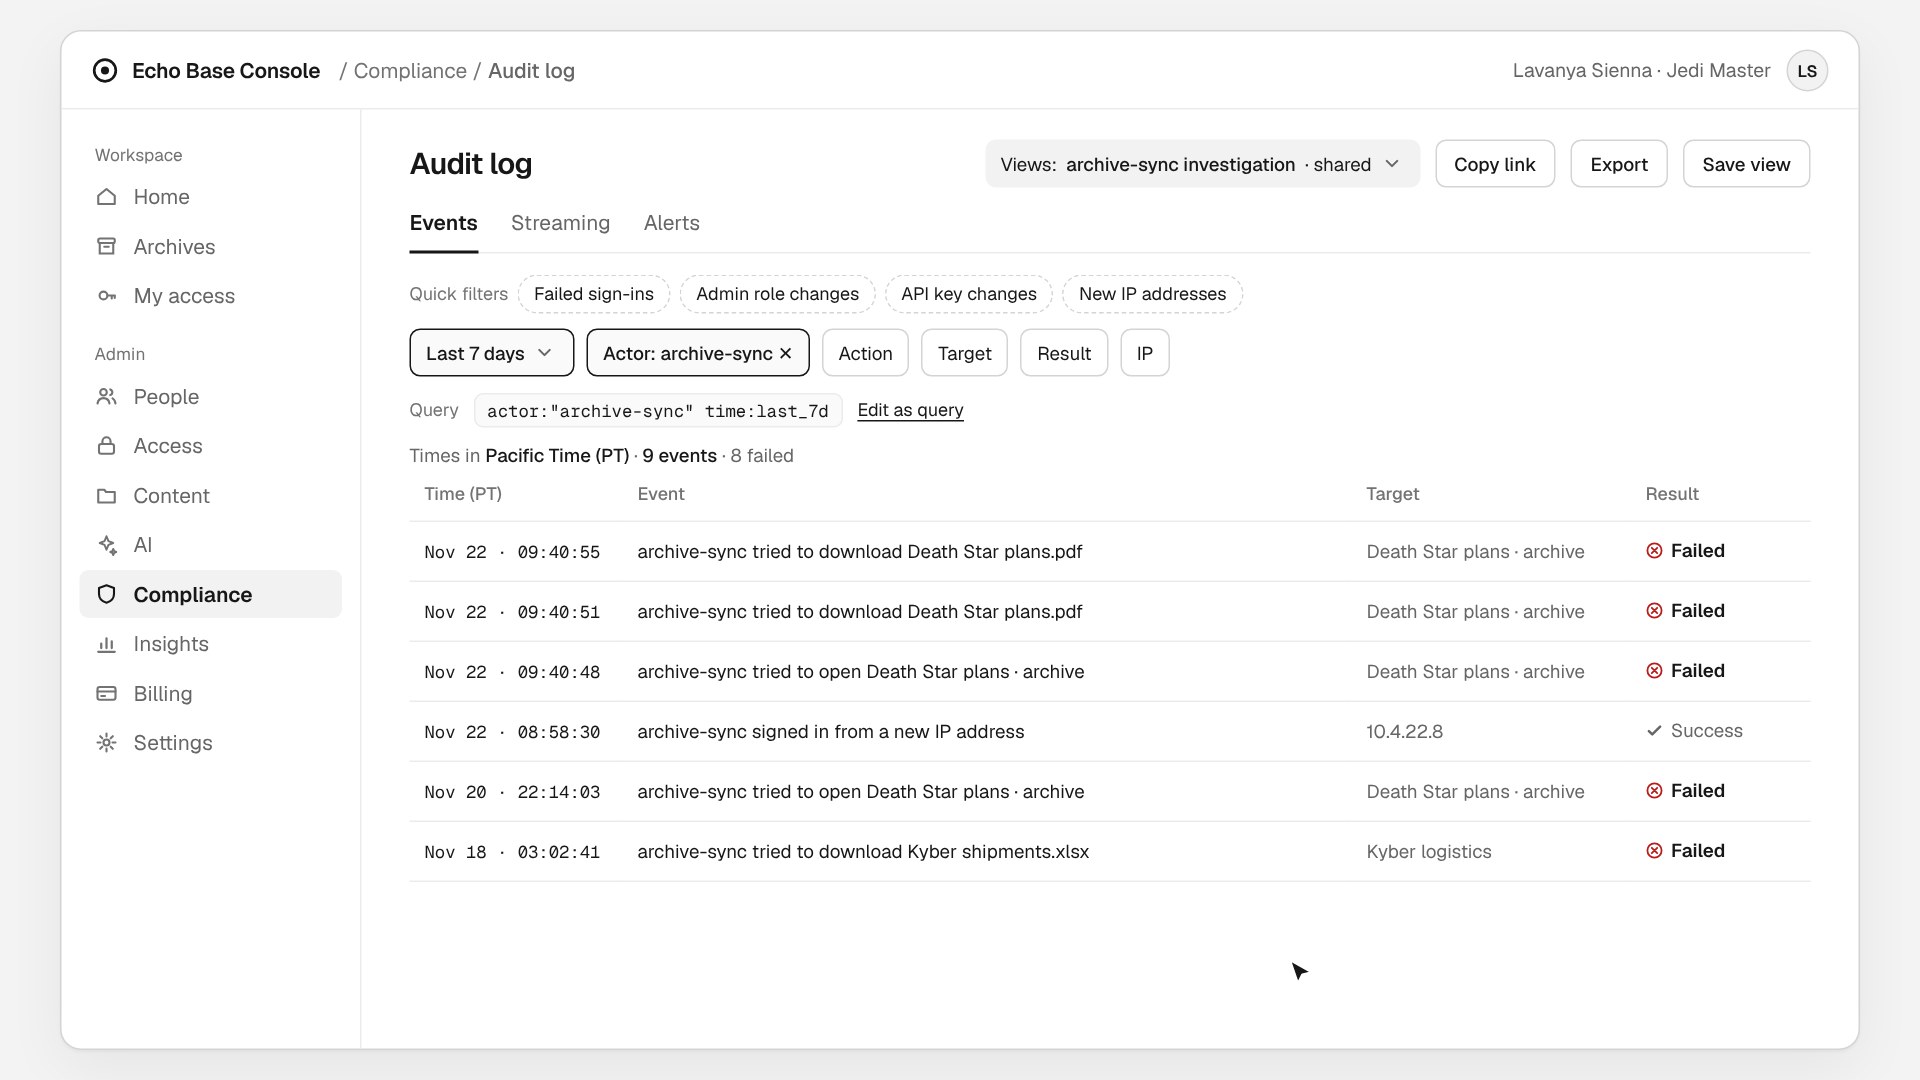 Echo Base Console / Compliance / Audit log
Lavanya Sienna · Jedi Master LS
Workspace
Home
Archives
My access
Admin
People
Access
Content
AI
Compliance
Insights
Billing
Settings
Audit log
Views: archive-sync investigation · shared
Copy link
Export
Save view
Events Streaming Alerts
Quick filters Failed sign-ins Admin role changes API key changes New IP addresses
Last 7 days Actor: archive-sync × Action Target Result IP
Query actor:"archive-sync" time:last_7d Edit as query
Times in Pacific Time (PT) · 9 events · 8 failed
Time (PT) Event Target Result
Nov 22 · 09:40:55 archive-sync tried to download Death Star plans.pdf Death Star plans · archive Failed
Nov 22 · 09:40:51 archive-sync tried to download Death Star plans.pdf Death Star plans · archive Failed
Nov 22 · 09:40:48 archive-sync tried to open Death Star plans · archive Death Star plans · archive Failed
Nov 22 · 08:58:30 archive-sync signed in from a new IP address 10.4.22.8 Success
Nov 20 · 22:14:03 archive-sync tried to open Death Star plans · archive Death Star plans · archive Failed
Nov 18 · 03:02:41 archive-sync tried to download Kyber shipments.xlsx Kyber logistics Failed